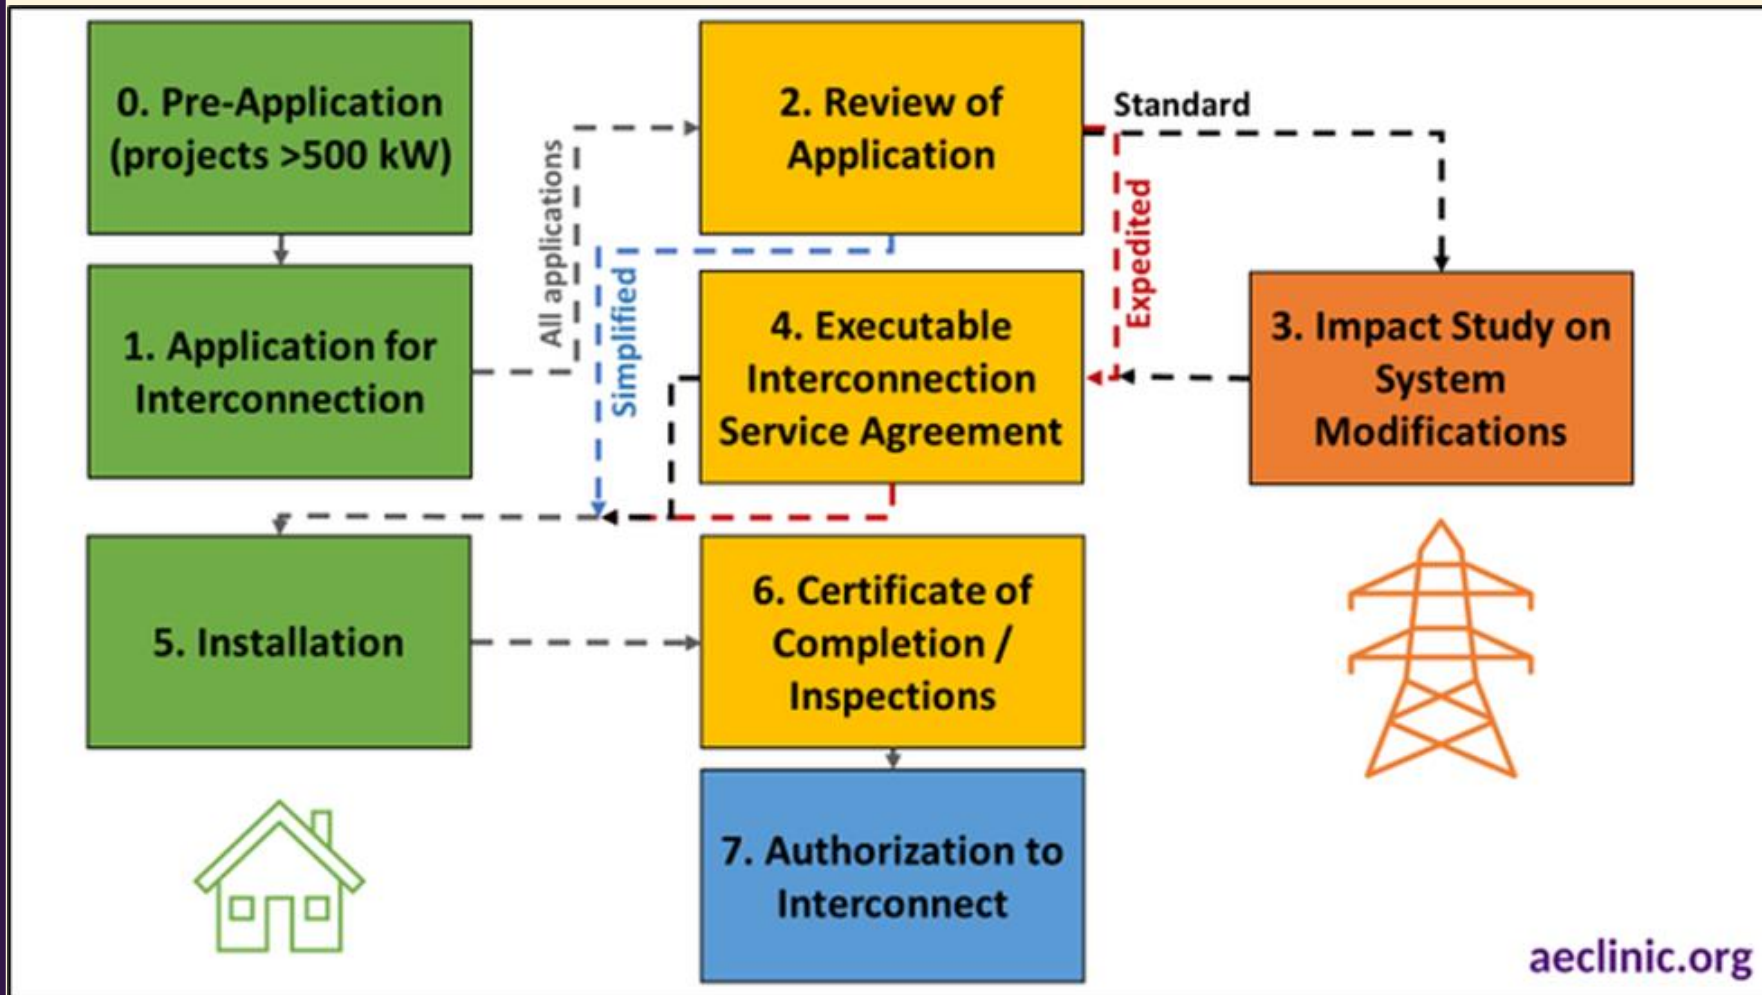 0. Pre-Application
(projects >500 kW)
1. Application for
Interconnection
All applications
2. Review of
Application
Standard
Expedited
Simplified
3. Impact Study on
System
Modifications
4. Executable
Interconnection
Service Agreement
5. Installation
6. Certificate of
Completion /
Inspections
7. Authorization to
Interconnect
aeclinic.org